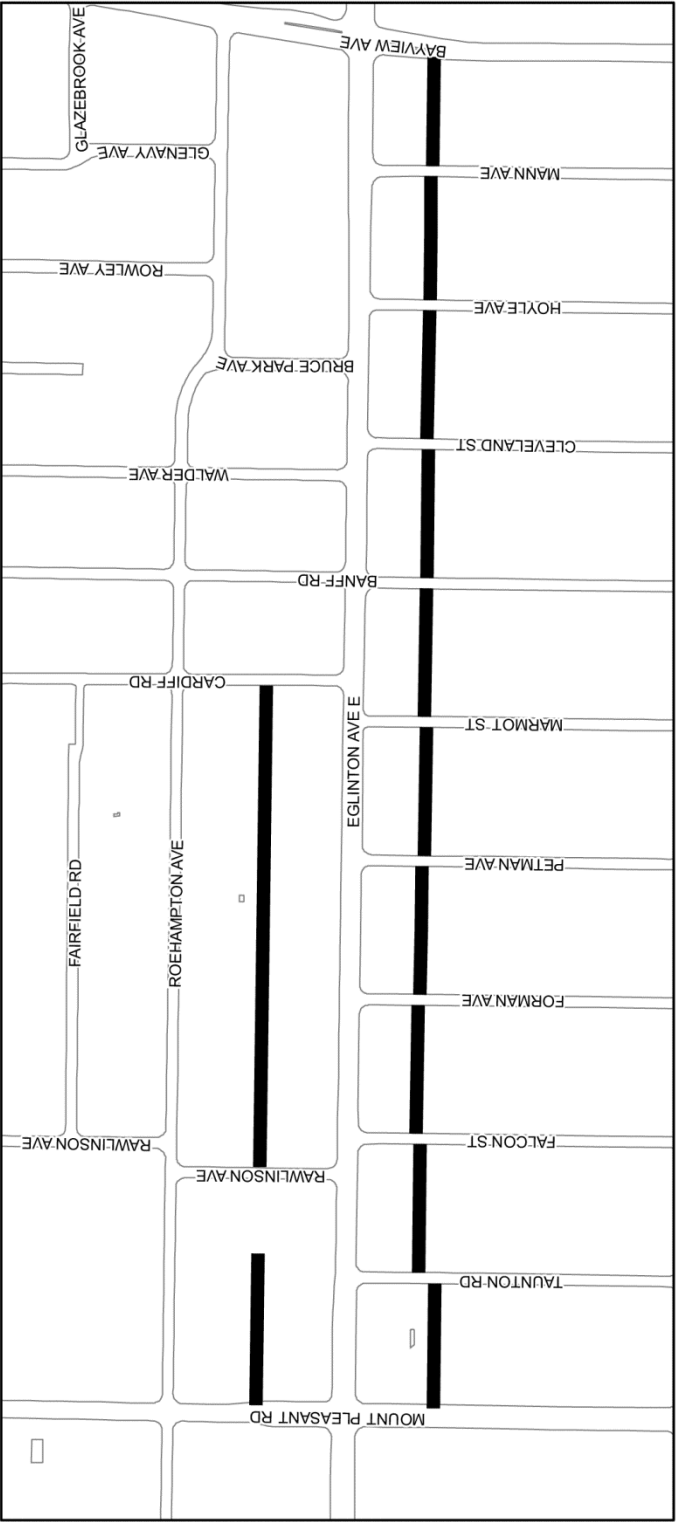 GLAZEBROOK AVE
BAYVIEW AVE
GLENAVY AVE
MANN AVE
ROWLEY AVE
HOYLE AVE
BRUCE PARK AVE
CLEVELAND ST
WALDER AVE
BANFF RD
CARDIFF RD
MARMOT ST
EGLINTON AVE E
PETMAN AVE
FAIRFIELD RD
ROEHAMPTON AVE
FORMAN AVE
RAWLINSON AVE
FALCON ST
RAWLINSON AVE
TAUNTON RD
MOUNT PLEASANT RD